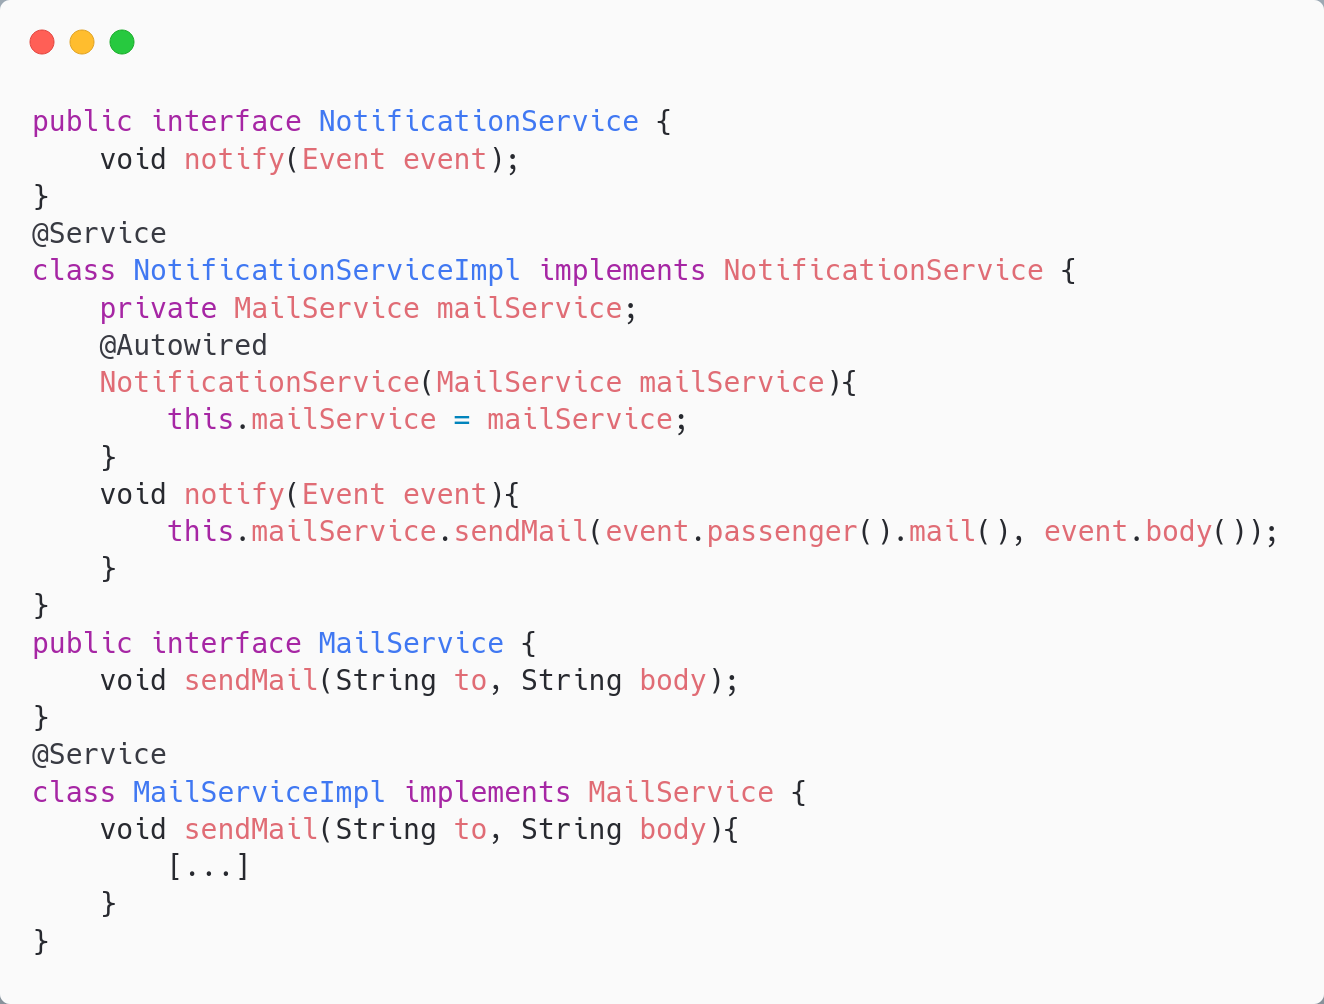 public interface NotificationService {
    void notify(Event event);
}
@Service
class NotificationServiceImpl implements NotificationService {
    private MailService mailService;
    @Autowired
    NotificationService(MailService mailService){
        this.mailService = mailService;
    }
    void notify(Event event){
        this.mailService.sendMail(event.passenger().mail(), event.body());
    }
}
public interface MailService {
    void sendMail(String to, String body);
}
@Service
class MailServiceImpl implements MailService {
    void sendMail(String to, String body){
        [...]
    }
}